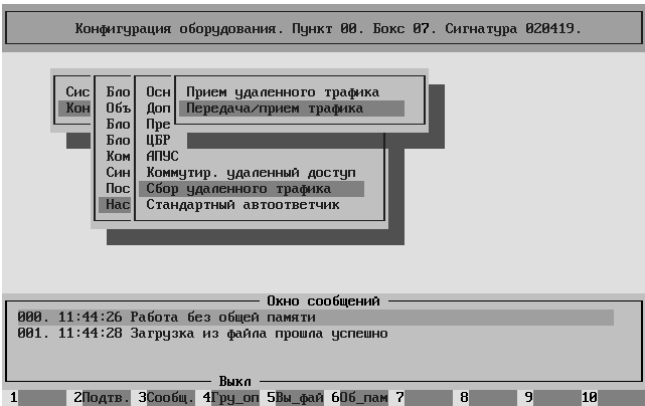 Конфигурация оборудования. Пункт 00. Бокс 07. Сигнатура 020419.
Сис Бло Осн Прием удаленного трафика
Кон Объ Доп Передача/прием трафика
Бло Пре
Бло ЦБР
Ком АПУС
Син Коммутир. удаленный доступ
Пос Сбор удаленного трафика
Нас Стандартный автоответчик
Окно сообщений
000. 11:44:26 Работа без общей памяти
001. 11:44:28 Загрузка из файла прошла успешно
Выкл
1 2Подтв. 3Сообщ. 4Гру_оп 5Вы_фай 6Об_пам 7 8 9 10